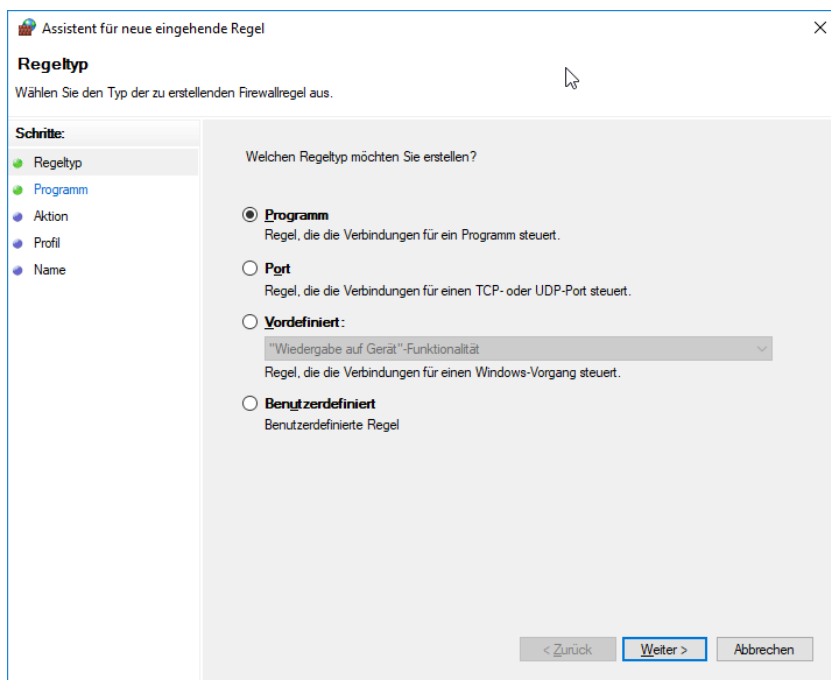 Assistent für neue eingehende Regel
Regeltyp
Wählen Sie den Typ der zu erstellenden Firewallregel aus.
Schritte:
Regeltyp
Programm
Aktion
Profil
Name
Welchen Regeltyp möchten Sie erstellen?
Programm
Regel, die die Verbindungen für ein Programm steuert.
Port
Regel, die die Verbindungen für einen TCP- oder UDP-Port steuert.
Vordefiniert:
"Wiedergabe auf Gerät"-Funktionalität
Regel, die die Verbindungen für einen Windows-Vorgang steuert.
Benutzerdefiniert
Benutzerdefinierte Regel
< Zurück
Weiter >
Abbrechen